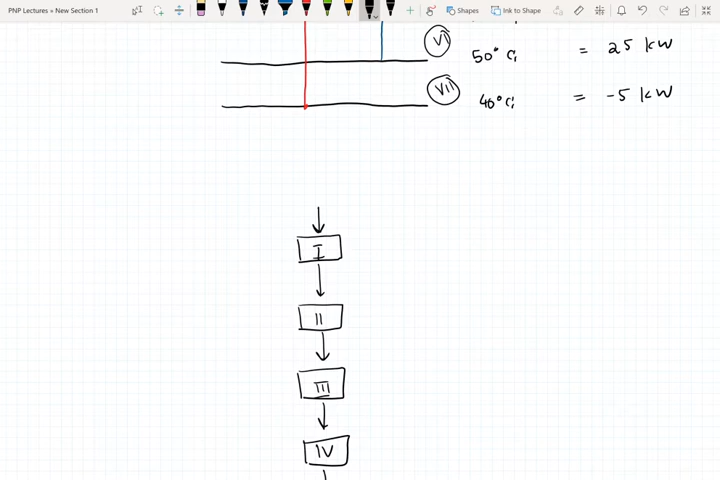 PNP Lectures » New Section 1
Shapes
Ink to Shape
VI 50°C = 25 kW
VII 40°C = -5 kW
I
II
III
IV